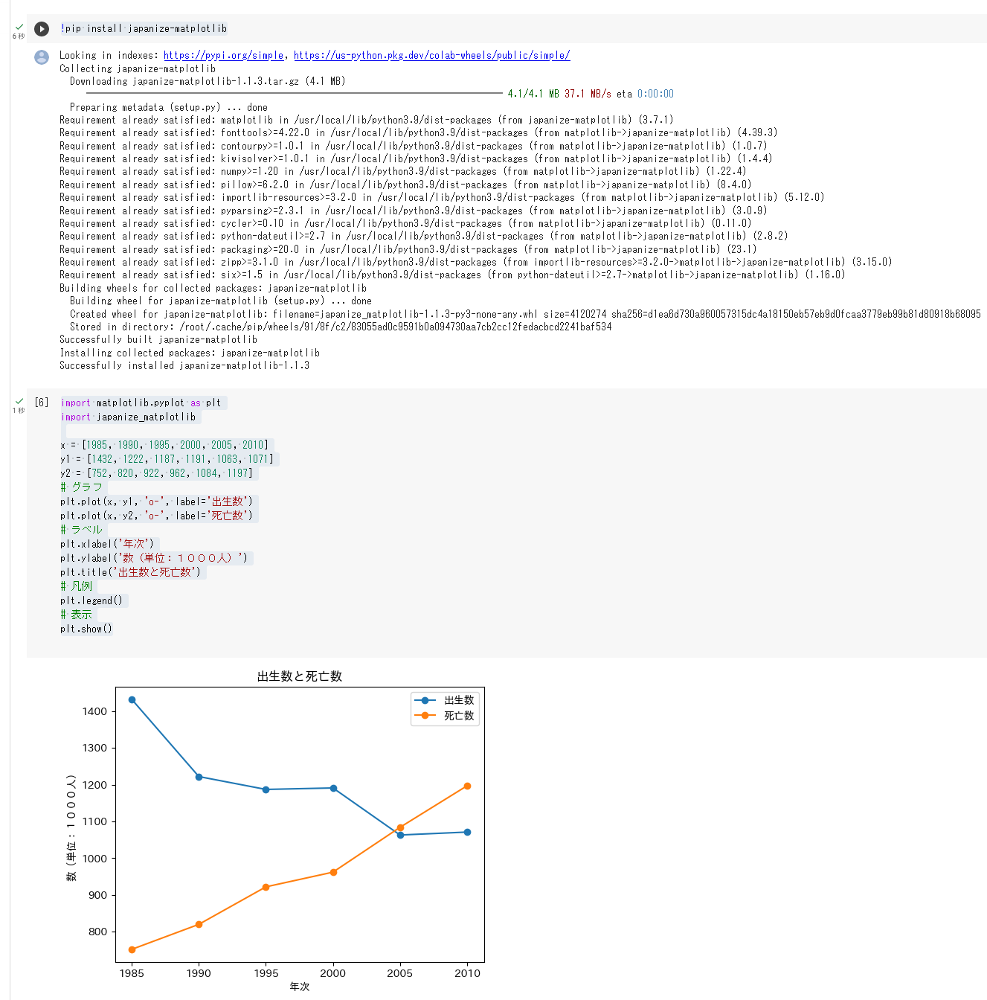 6 秒
!pip install japanize-matplotlib
Looking in indexes: https://pypi.org/simple, https://us-python.pkg.dev/colab-wheels/public/simple/
Collecting japanize-matplotlib
Downloading japanize-matplotlib-1.1.3.tar.gz (4.1 MB)
4.1/4.1 MB 37.1 MB/s eta 0:00:00
Preparing metadata (setup.py) ... done
Requirement already satisfied: matplotlib in /usr/local/lib/python3.9/dist-packages (from japanize-matplotlib) (3.7.1)
Requirement already satisfied: fonttools>=4.22.0 in /usr/local/lib/python3.9/dist-packages (from matplotlib->japanize-matplotlib) (4.39.3)
Requirement already satisfied: contourpy>=1.0.1 in /usr/local/lib/python3.9/dist-packages (from matplotlib->japanize-matplotlib) (1.0.7)
Requirement already satisfied: kiwisolver>=1.0.1 in /usr/local/lib/python3.9/dist-packages (from matplotlib->japanize-matplotlib) (1.4.4)
Requirement already satisfied: numpy>=1.20 in /usr/local/lib/python3.9/dist-packages (from matplotlib->japanize-matplotlib) (1.22.4)
Requirement already satisfied: pillow>=6.2.0 in /usr/local/lib/python3.9/dist-packages (from matplotlib->japanize-matplotlib) (8.4.0)
Requirement already satisfied: importlib-resources>=3.2.0 in /usr/local/lib/python3.9/dist-packages (from matplotlib->japanize-matplotlib) (5.12.0)
Requirement already satisfied: pyparsing>=2.3.1 in /usr/local/lib/python3.9/dist-packages (from matplotlib->japanize-matplotlib) (3.0.9)
Requirement already satisfied: cycler>=0.10 in /usr/local/lib/python3.9/dist-packages (from matplotlib->japanize-matplotlib) (0.11.0)
Requirement already satisfied: python-dateutil>=2.7 in /usr/local/lib/python3.9/dist-packages (from matplotlib->japanize-matplotlib) (2.8.2)
Requirement already satisfied: packaging>=20.0 in /usr/local/lib/python3.9/dist-packages (from matplotlib->japanize-matplotlib) (23.1)
Requirement already satisfied: zipp>=3.1.0 in /usr/local/lib/python3.9/dist-packages (from importlib-resources>=3.2.0->matplotlib->japanize-matplotlib) (3.15.0)
Requirement already satisfied: six>=1.5 in /usr/local/lib/python3.9/dist-packages (from python-dateutil>=2.7->matplotlib->japanize-matplotlib) (1.16.0)
Building wheels for collected packages: japanize-matplotlib
Building wheel for japanize-matplotlib (setup.py) ... done
Created wheel for japanize-matplotlib: filename=japanize_matplotlib-1.1.3-py3-none-any.whl size=4120274 sha256=d1ea6d730a960057315dc4a18150eb57eb9d0fcaa3779eb99b81d80918b68095
Stored in directory: /root/.cache/pip/wheels/91/8f/c2/83055ad0c9591b0a094730aa7cb2cc12fedacbcd2241baf534
Successfully built japanize-matplotlib
Installing collected packages: japanize-matplotlib
Successfully installed japanize-matplotlib-1.1.3
1 秒
[6]
import matplotlib.pyplot as plt
import japanize_matplotlib
x = [1985, 1990, 1995, 2000, 2005, 2010]
y1 = [1432, 1222, 1187, 1191, 1063, 1071]
y2 = [752, 820, 922, 962, 1084, 1197]
# グラフ
plt.plot(x, y1, 'o-', label='出生数')
plt.plot(x, y2, 'o-', label='死亡数')
# ラベル
plt.xlabel('年次')
plt.ylabel('数（単位：１０００人）')
plt.title('出生数と死亡数')
# 凡例
plt.legend()
# 表示
plt.show()
出生数と死亡数
出生数
死亡数
1400
1300
1200
1100
1000
900
800
数（単位：１０００人）
1985 1990 1995 2000 2005 2010
年次